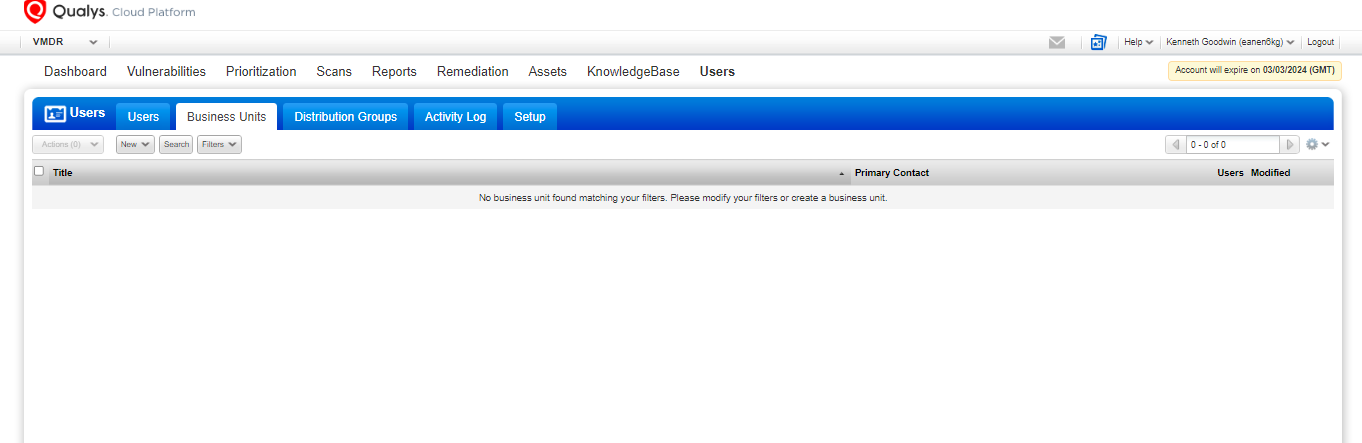 Qualys. Cloud Platform
VMDR Help Kenneth Goodwin (eanen6kg) Logout
Dashboard Vulnerabilities Prioritization Scans Reports Remediation Assets KnowledgeBase Users Account will expire on 03/03/2024 (GMT)
Users Users Business Units Distribution Groups Activity Log Setup
Actions (0) New Search Filters 0 - 0 of 0
Title Primary Contact Users Modified
No business unit found matching your filters. Please modify your filters or create a business unit.